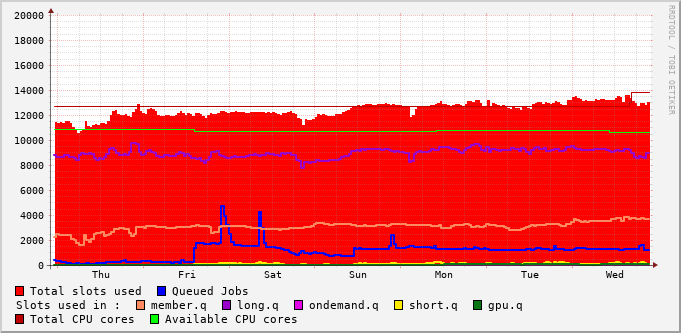 20000
18000
16000
14000
12000
10000
8000
6000
4000
2000
0
Thu Fri Sat Sun Mon Tue Wed
Total slots used Queued Jobs
Slots used in : member.q long.q ondemand.q short.q gpu.q
Total CPU cores Available CPU cores
RRDTOOL / TOBI OETIKER